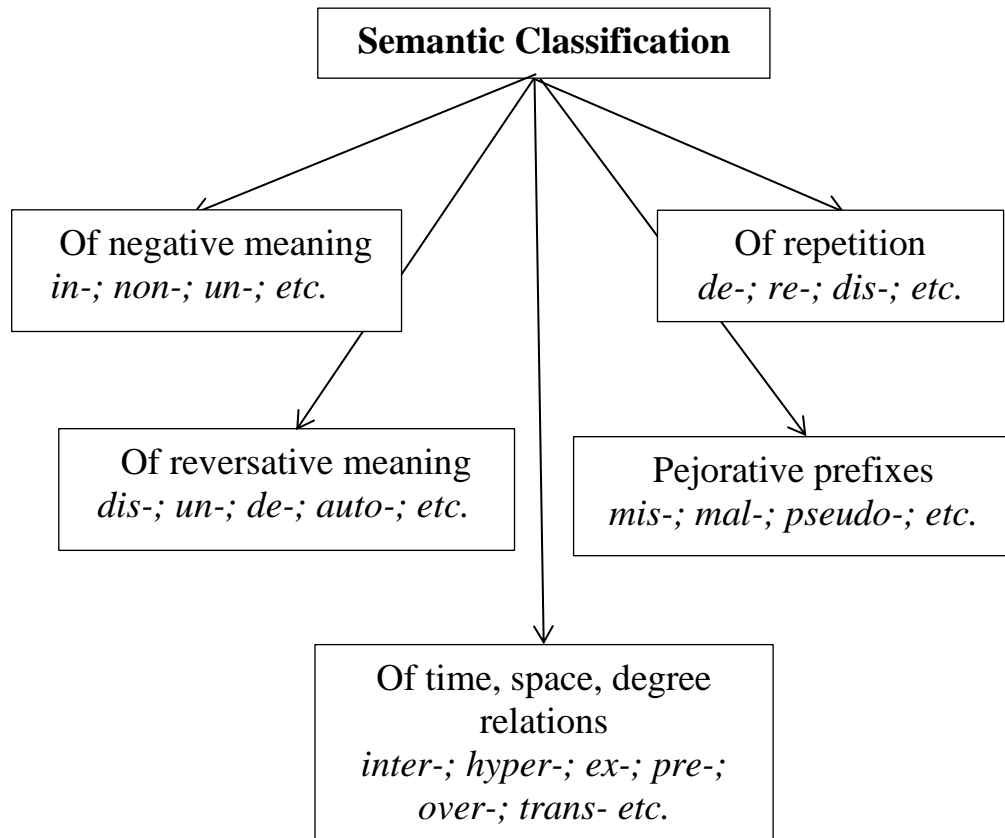 Semantic Classification
Of negative meaning
in-; non-; un-; etc.
Of repetition
de-; re-; dis-; etc.
Of reversative meaning
dis-; un-; de-; auto-; etc.
Pejorative prefixes
mis-; mal-; pseudo-; etc.
Of time, space, degree
relations
inter-; hyper-; ex-; pre-;
over-; trans- etc.